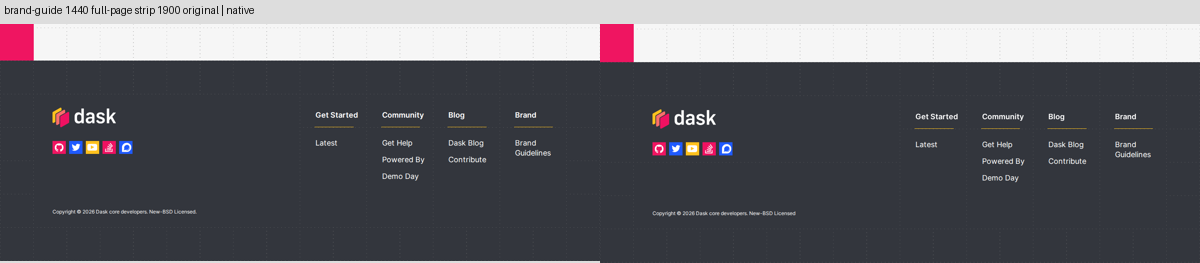 brand-guide 1440 full-page strip 1900 original | native
dask
Get Started
Latest
Community
Get Help
Powered By
Demo Day
Blog
Dask Blog
Contribute
Brand
Brand
Guidelines
Copyright © 2026 Dask core developers. New-BSD Licensed.
dask
Get Started
Latest
Community
Get Help
Powered By
Demo Day
Blog
Dask Blog
Contribute
Brand
Brand
Guidelines
Copyright © 2026 Dask core developers. New-BSD Licensed